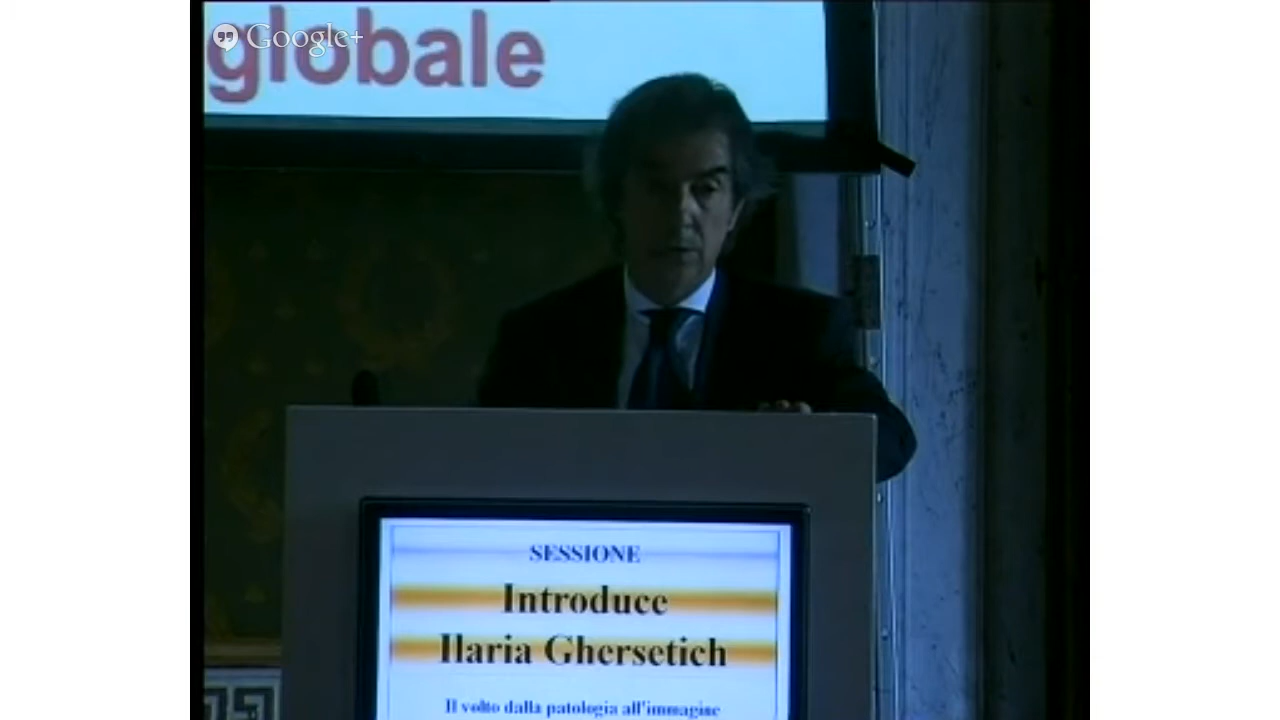 Google+
globale
SESSIONE
Introduce
Ilaria Ghersetich
Il volto dalla patologia all'immagine